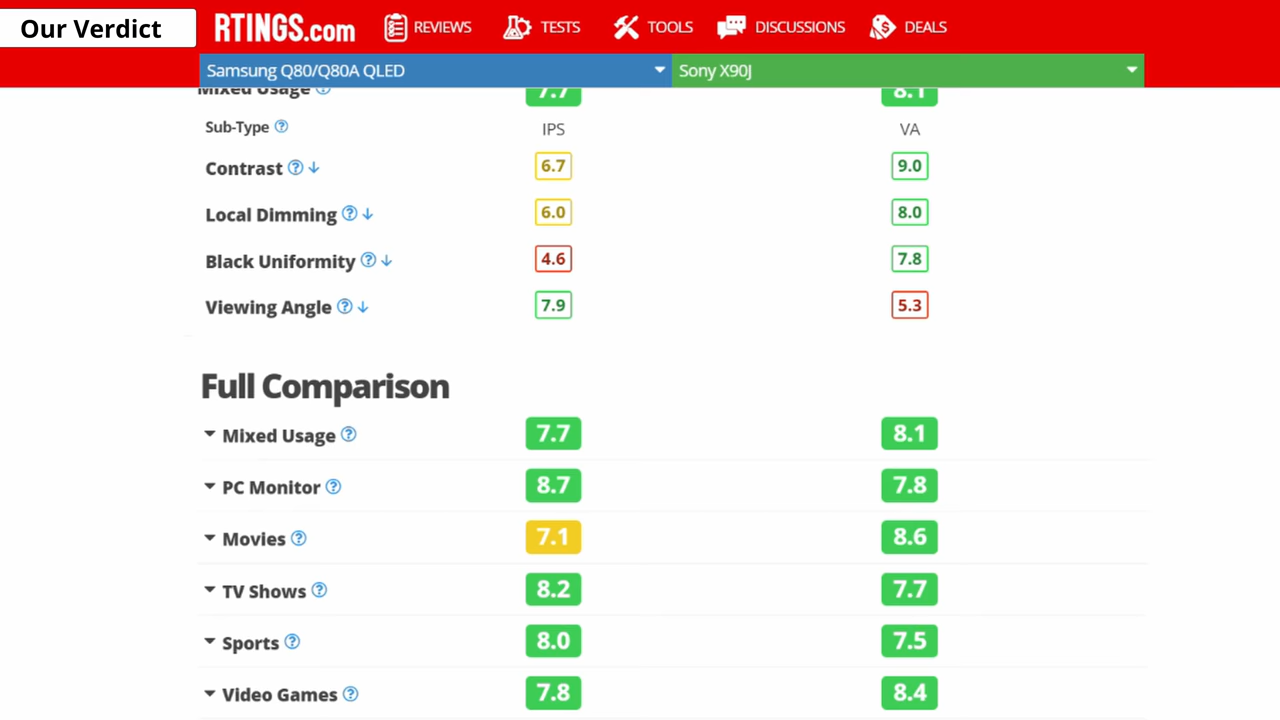 Our Verdict
RTINGS.com REVIEWS TESTS TOOLS DISCUSSIONS DEALS
Samsung Q80/Q80A QLED Sony X90J
Mixed Usage 7.7 8.1
Sub-Type IPS VA
Contrast 6.7 9.0
Local Dimming 6.0 8.0
Black Uniformity 4.6 7.8
Viewing Angle 7.9 5.3
Full Comparison
Mixed Usage 7.7 8.1
PC Monitor 8.7 7.8
Movies 7.1 8.6
TV Shows 8.2 7.7
Sports 8.0 7.5
Video Games 7.8 8.4